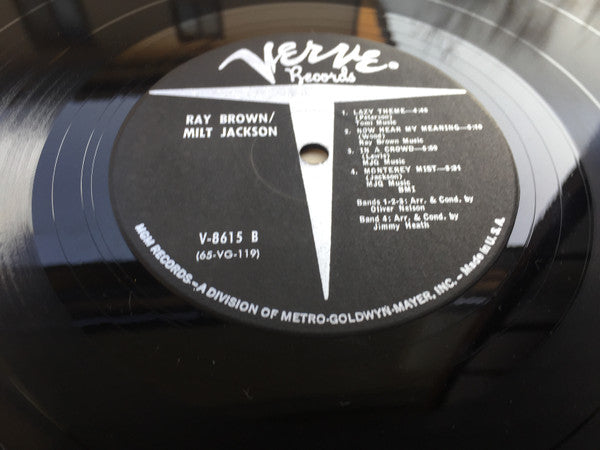 Verve
Records
RAY BROWN/
MILT JACKSON
1. LAZY THEME
(Peterson)
Tomi Music
2. NOW HEAR MY MEANING
(Wood)
Ray Brown Music
3. IN A CROWD
(Lewis)
MJQ Music
4. MONTEREY MIST
(Jackson)
MJQ Music
BMI
Bands 1-2-3: Arr. & Cond. by
Oliver Nelson
Band 4: Arr. & Cond. by
Jimmy Heath
V-8615 B
(65-VG-119)
MGM RECORDS—A DIVISION OF METRO-GOLDWYN-MAYER, INC.—Made in U.S.A.